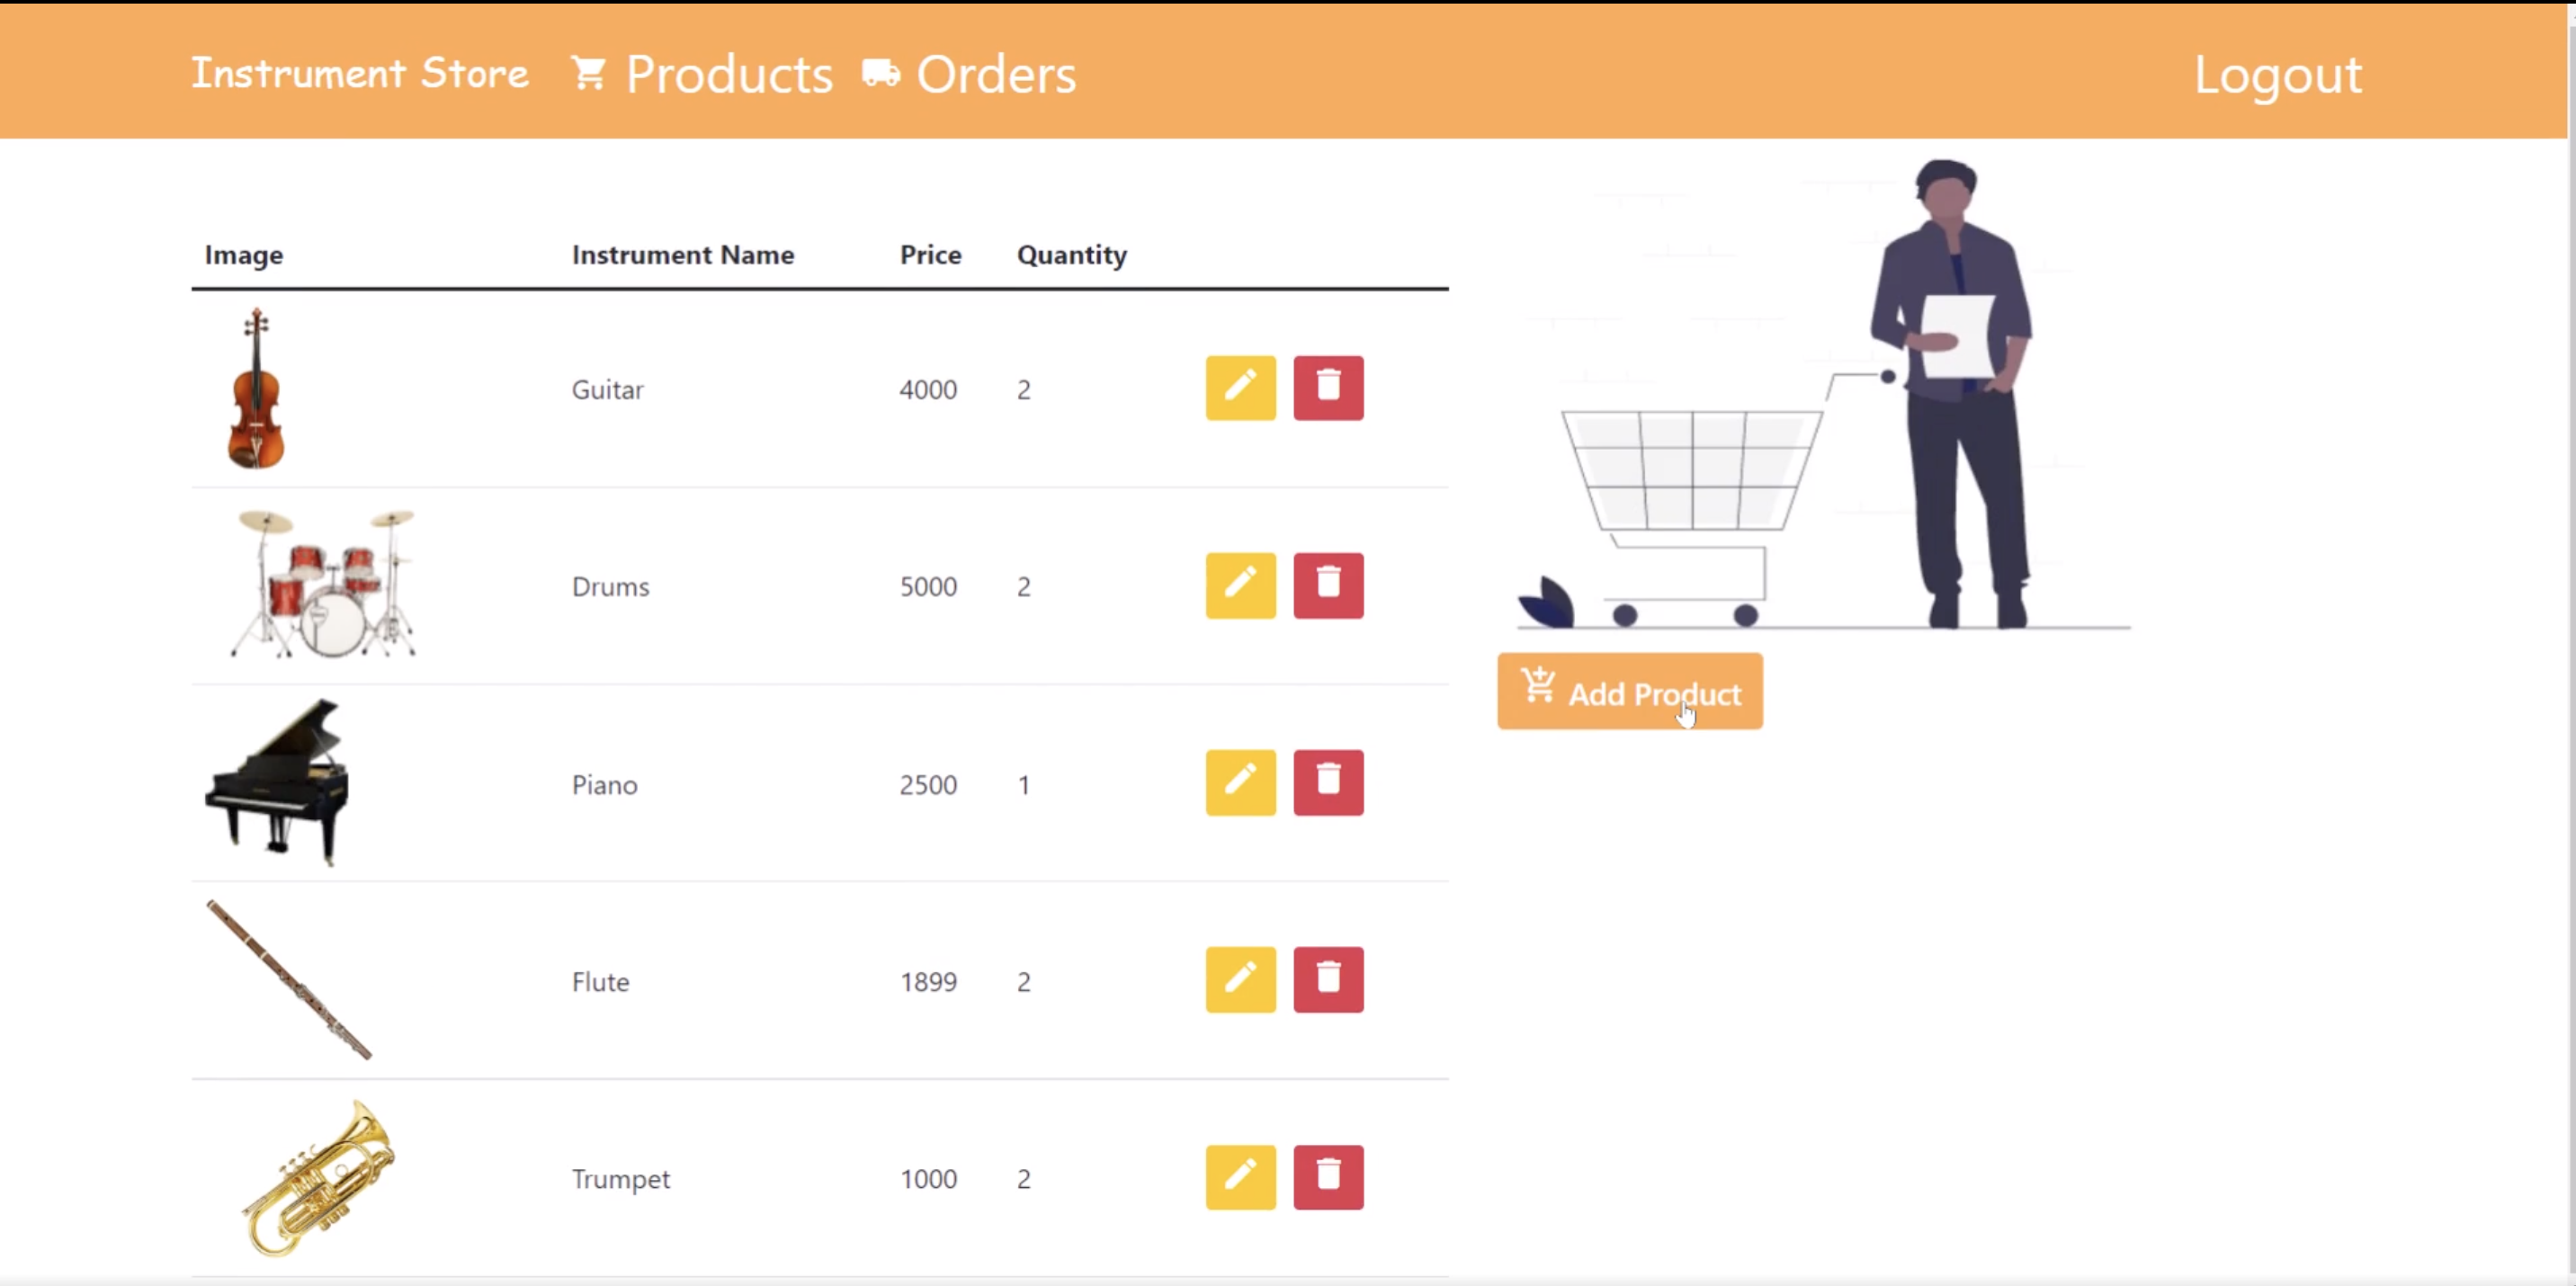 Instrument Store Products Orders Logout
Image Instrument Name Price Quantity
Guitar 4000 2
Drums 5000 2
Add Product
Piano 2500 1
Flute 1899 2
Trumpet 1000 2